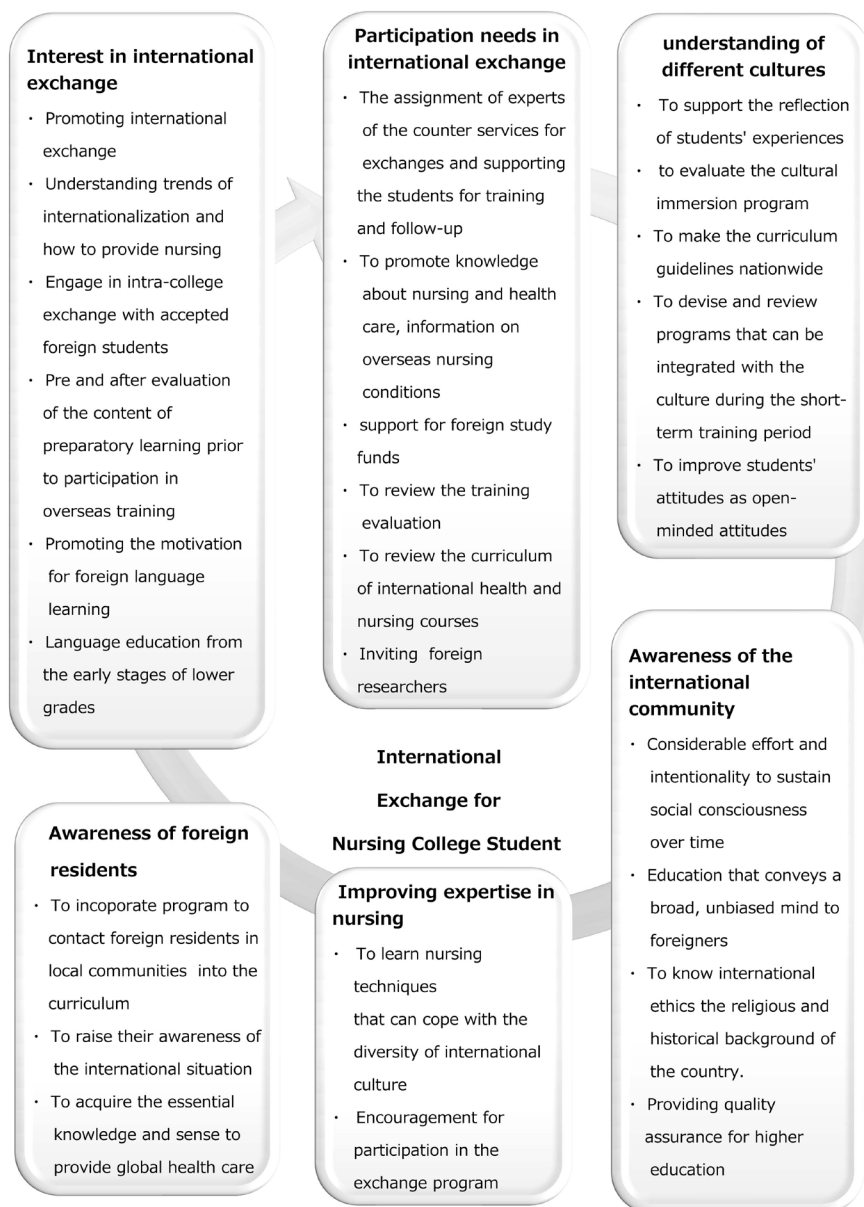 Interest in international
exchange
・ Promoting international
exchange
・ Understanding trends of
internationalization and
how to provide nursing
・ Engage in intra-college
exchange with accepted
foreign students
・ Pre and after evaluation
of the content of
preparatory learning prior
to participation in
overseas training
・ Promoting the motivation
for foreign language
learning
・ Language education from
the early stages of lower
grades
Participation needs in
international exchange
・ The assignment of experts
of the counter services for
exchanges and supporting
the students for training
and follow-up
・ To promote knowledge
about nursing and health
care, information on
overseas nursing
conditions
・ support for foreign study
funds
・ To review the training
evaluation
・ To review the curriculum
of international health and
nursing courses
・ Inviting foreign
researchers
understanding of
different cultures
・ To support the reflection
of students' experiences
・ to evaluate the cultural
immersion program
・ To make the curriculum
guidelines nationwide
・ To devise and review
programs that can be
integrated with the
culture during the short-
term training period
・ To improve students'
attitudes as open-
minded attitudes
International
Exchange for
Nursing College Student
Awareness of foreign
residents
・ To incoporate program to
contact foreign residents in
local communities into the
curriculum
・ To raise their awareness of
the international situation
・ To acquire the essential
knowledge and sense to
provide global health care
Improving expertise in
nursing
・ To learn nursing
techniques
that can cope with the
diversity of international
culture
・ Encouragement for
participation in the
exchange program
Awareness of the
international
community
・ Considerable effort and
intentionality to sustain
social consciousness
over time
・ Education that conveys a
broad, unbiased mind to
foreigners
・ To know international
ethics the religious and
historical background of
the country.
・ Providing quality
assurance for higher
education